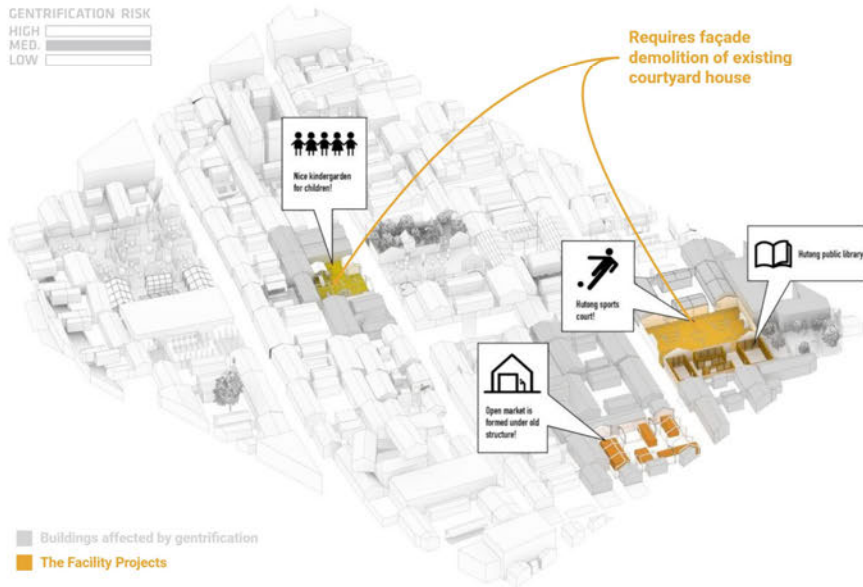 GENTRIFICATION RISK
HIGH
MED.
LOW
Requires façade
demolition of existing
courtyard house
Nice kindergarden
for children!
Hutong sports
court!
Hutong public library
Open market is
formed under old
structure!
Buildings affected by gentrification
The Facility Projects